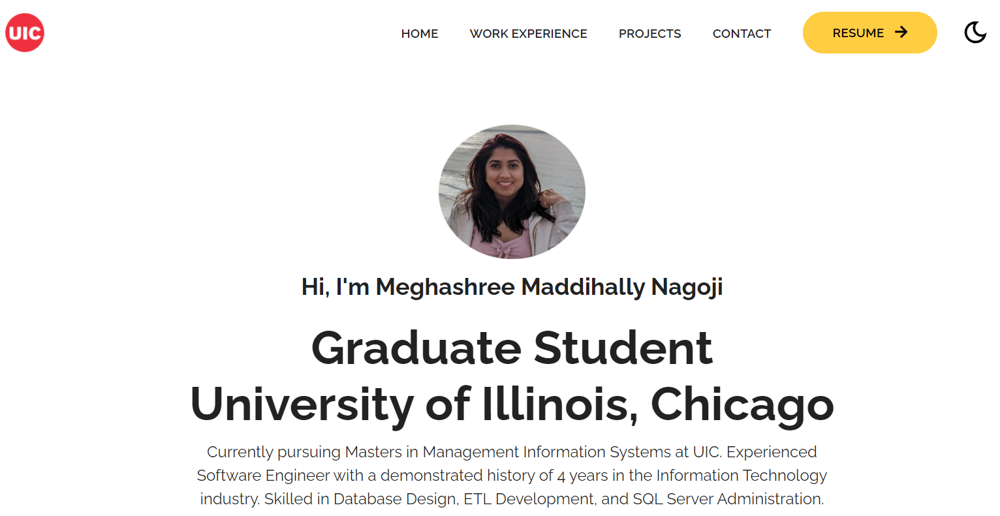 UIC
HOME
WORK EXPERIENCE
PROJECTS
CONTACT
RESUME
Hi, I'm Meghashree Maddihally Nagoji
Graduate Student
University of Illinois, Chicago
Currently pursuing Masters in Management Information Systems at UIC. Experienced
Software Engineer with a demonstrated history of 4 years in the Information Technology
industry. Skilled in Database Design, ETL Development, and SQL Server Administration.